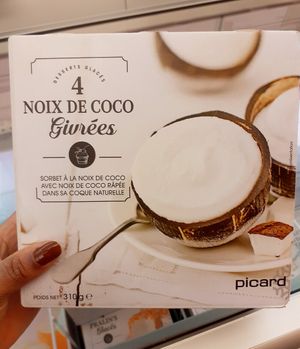 DESSERTS GLACÉS
4
NOIX DE COCO
Givrées
SORBET À LA NOIX DE COCO
AVEC NOIX DE COCO RÂPÉE
DANS SA COQUE NATURELLE
picard
POIDS NET 310 g e